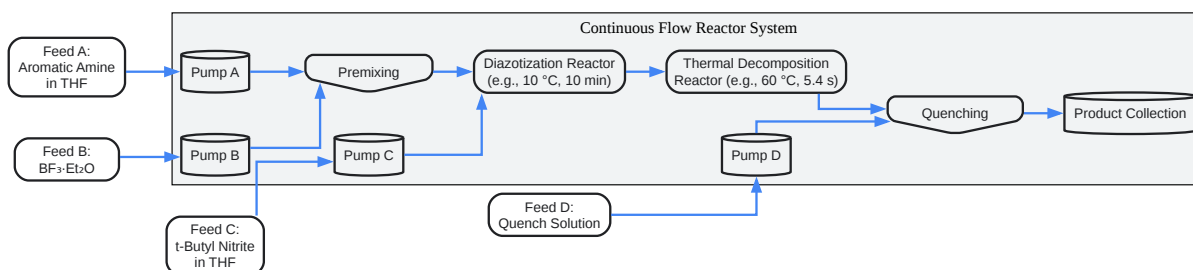 Continuous Flow Reactor System
Feed A:
Aromatic Amine
in THF
Pump A
Premixing
Diazotization Reactor
(e.g., 10 °C, 10 min)
Thermal Decomposition
Reactor (e.g., 60 °C, 5.4 s)
Quenching
Product Collection
Feed B:
BF₃·Et₂O
Pump B
Pump C
Pump D
Feed C:
t-Butyl Nitrite
in THF
Feed D:
Quench Solution